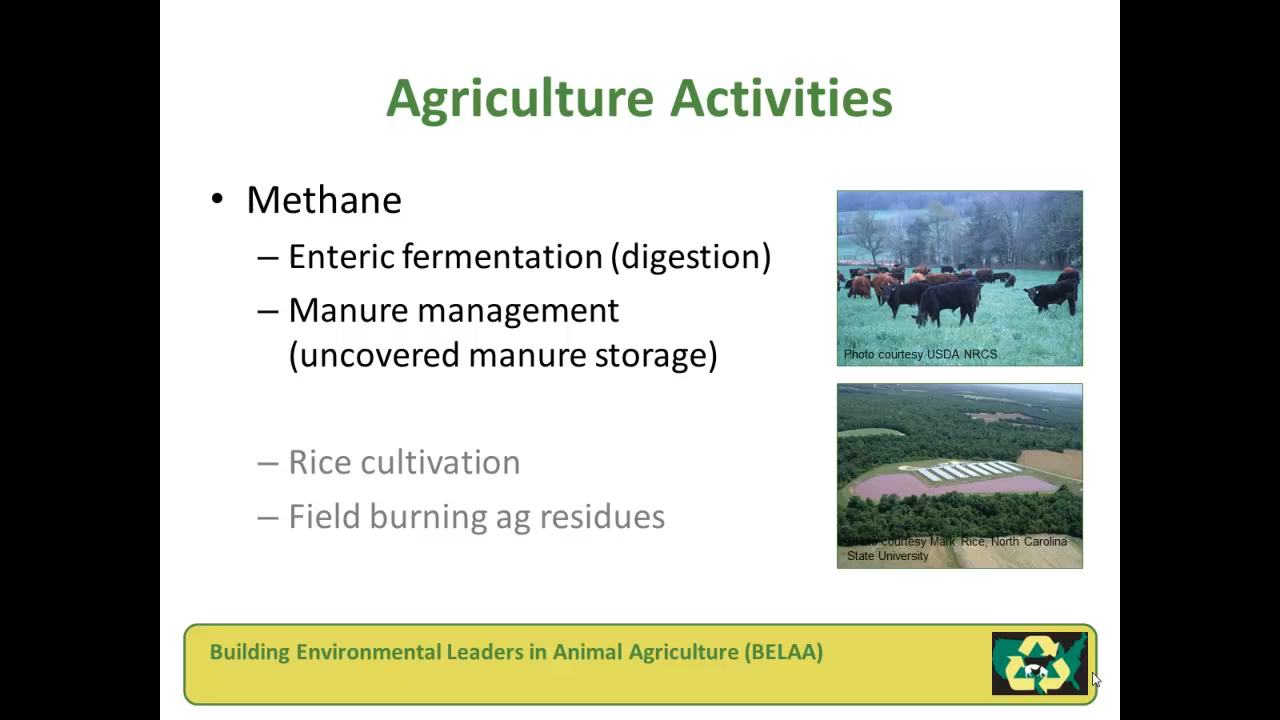 Agriculture Activities
• Methane
– Enteric fermentation (digestion)
– Manure management
(uncovered manure storage)
– Rice cultivation
– Field burning ag residues
Photo courtesy USDA NRCS
Photo courtesy Mark Rice, North Carolina
State University
Building Environmental Leaders in Animal Agriculture (BELAA)